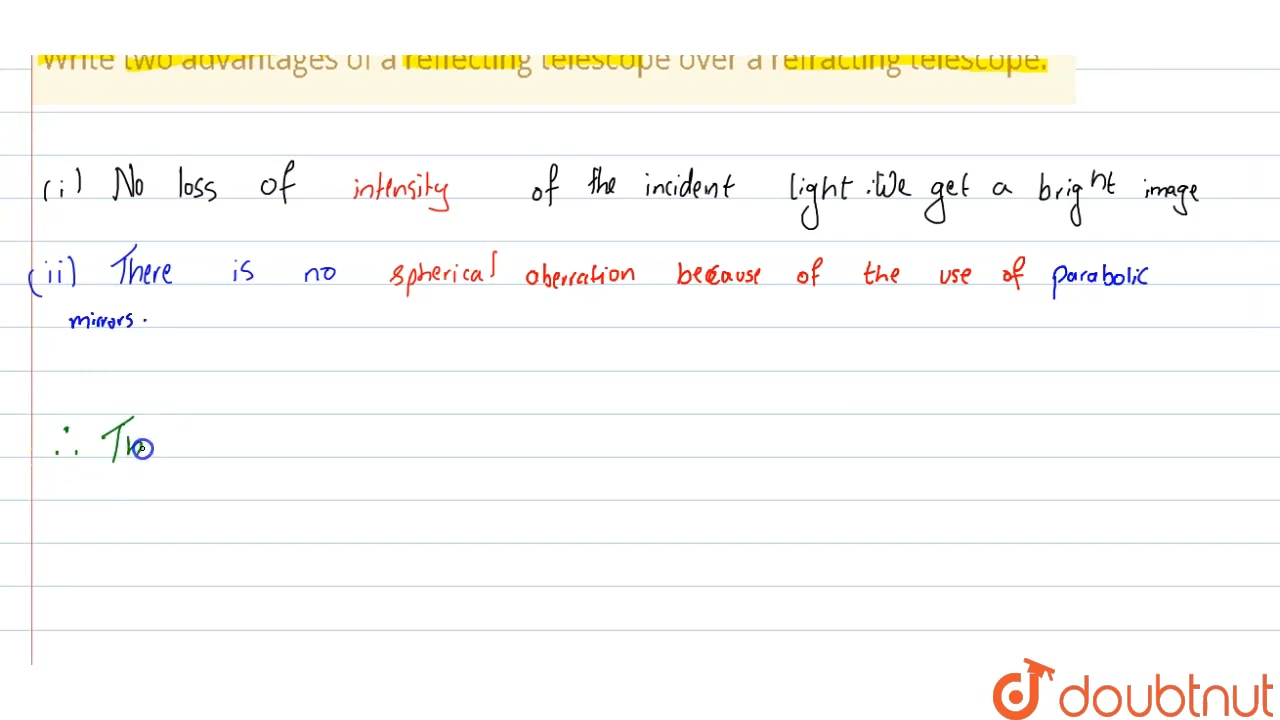 Write two advantages of a reflecting telescope over a refracting telescope.
(i) No loss of intensity of the incident light ∴ We get a bright image
(ii) There is no spherical aberration because of the use of parabolic
mirrors.
∴ Th
doubtnut